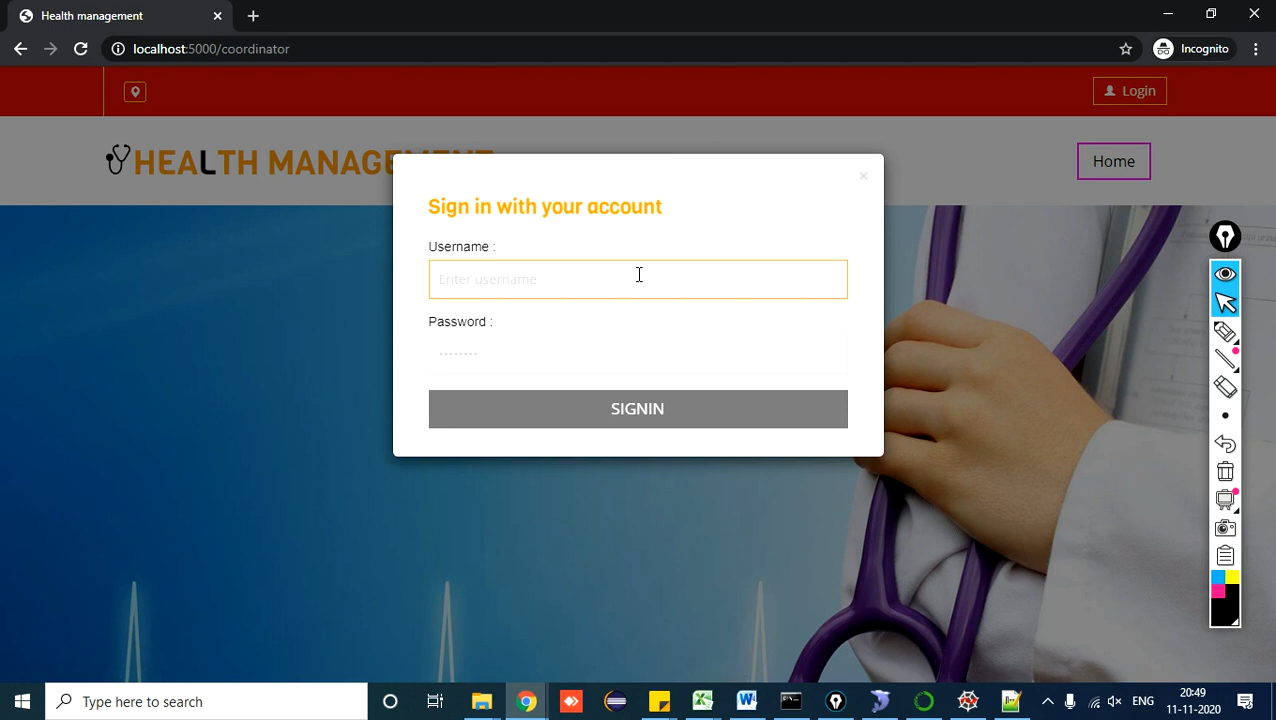 Health management
localhost:5000/coordinator
Incognito
Login
HEALTH MANAGEMENT
Home
×
Sign in with your account
Username :
Enter username
Password :
--------
SIGNIN
Type here to search
ENG
20:49
11-11-2020